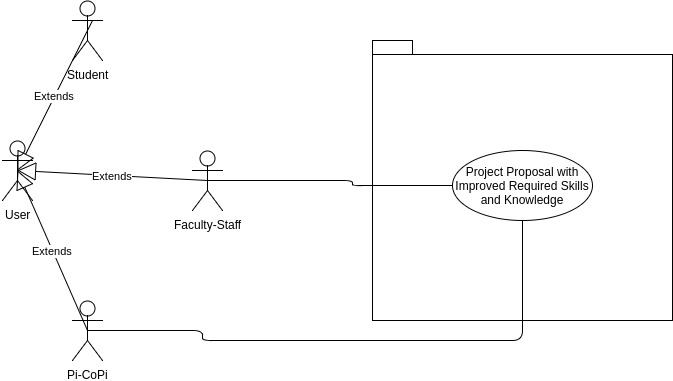 Student
Extends
User
Extends
Faculty-Staff
Project Proposal with
Improved Required Skills
and Knowledge
Extends
Pi-CoPi